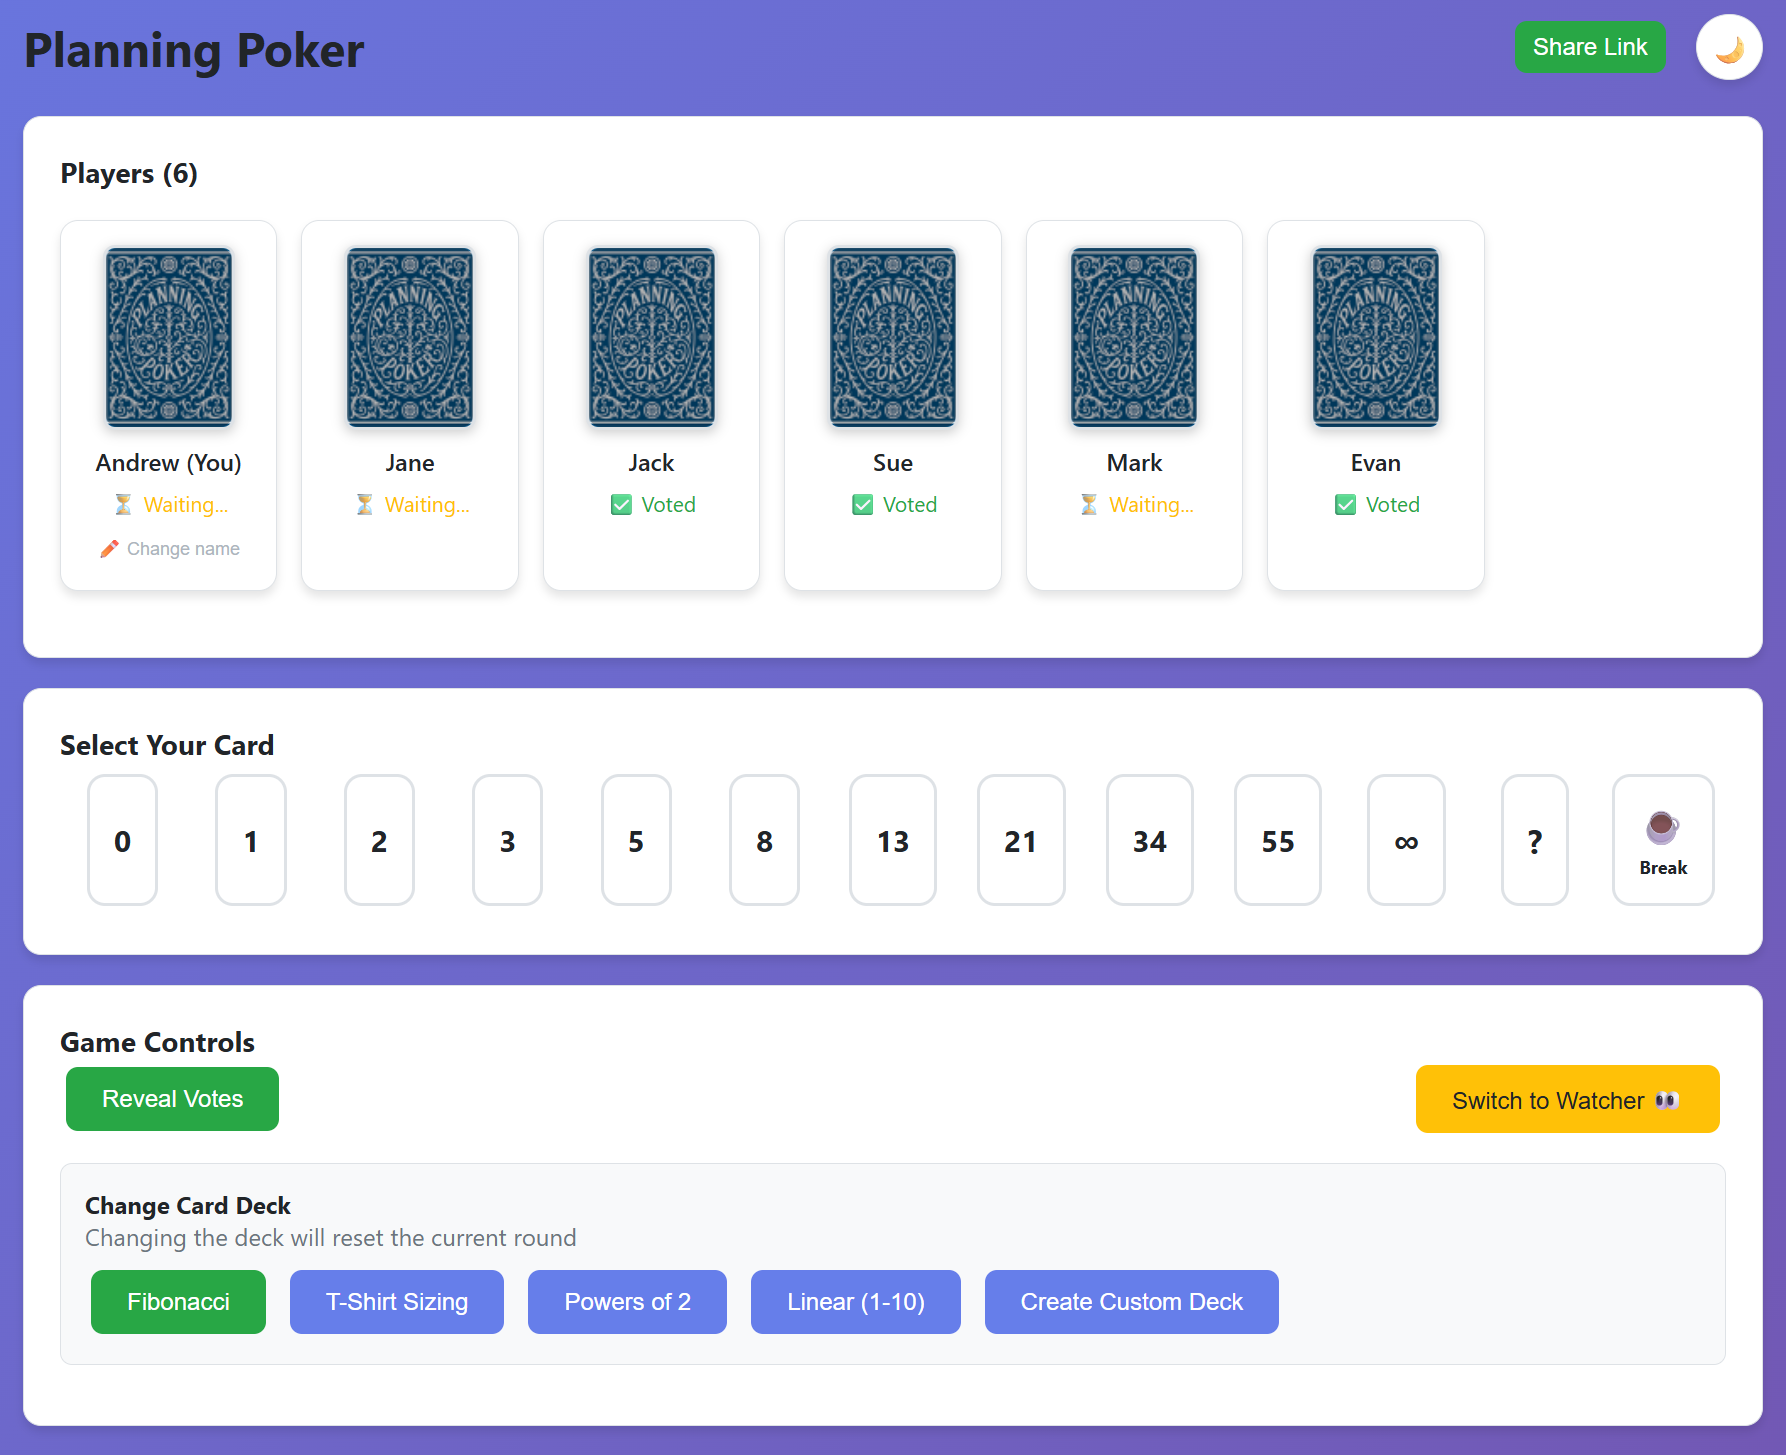 Planning Poker
Share Link
Players (6)
PLANNING POKER
PLANNING POKER
PLANNING POKER
PLANNING POKER
PLANNING POKER
PLANNING POKER
Andrew (You)
Jane
Jack
Sue
Mark
Evan
⏳ Waiting...
⏳ Waiting...
✅ Voted
✅ Voted
⏳ Waiting...
✅ Voted
✏️ Change name
Select Your Card
0
1
2
3
5
8
13
21
34
55
∞
?
☕
Break
Game Controls
Reveal Votes
Switch to Watcher 👀
Change Card Deck
Changing the deck will reset the current round
Fibonacci
T-Shirt Sizing
Powers of 2
Linear (1-10)
Create Custom Deck